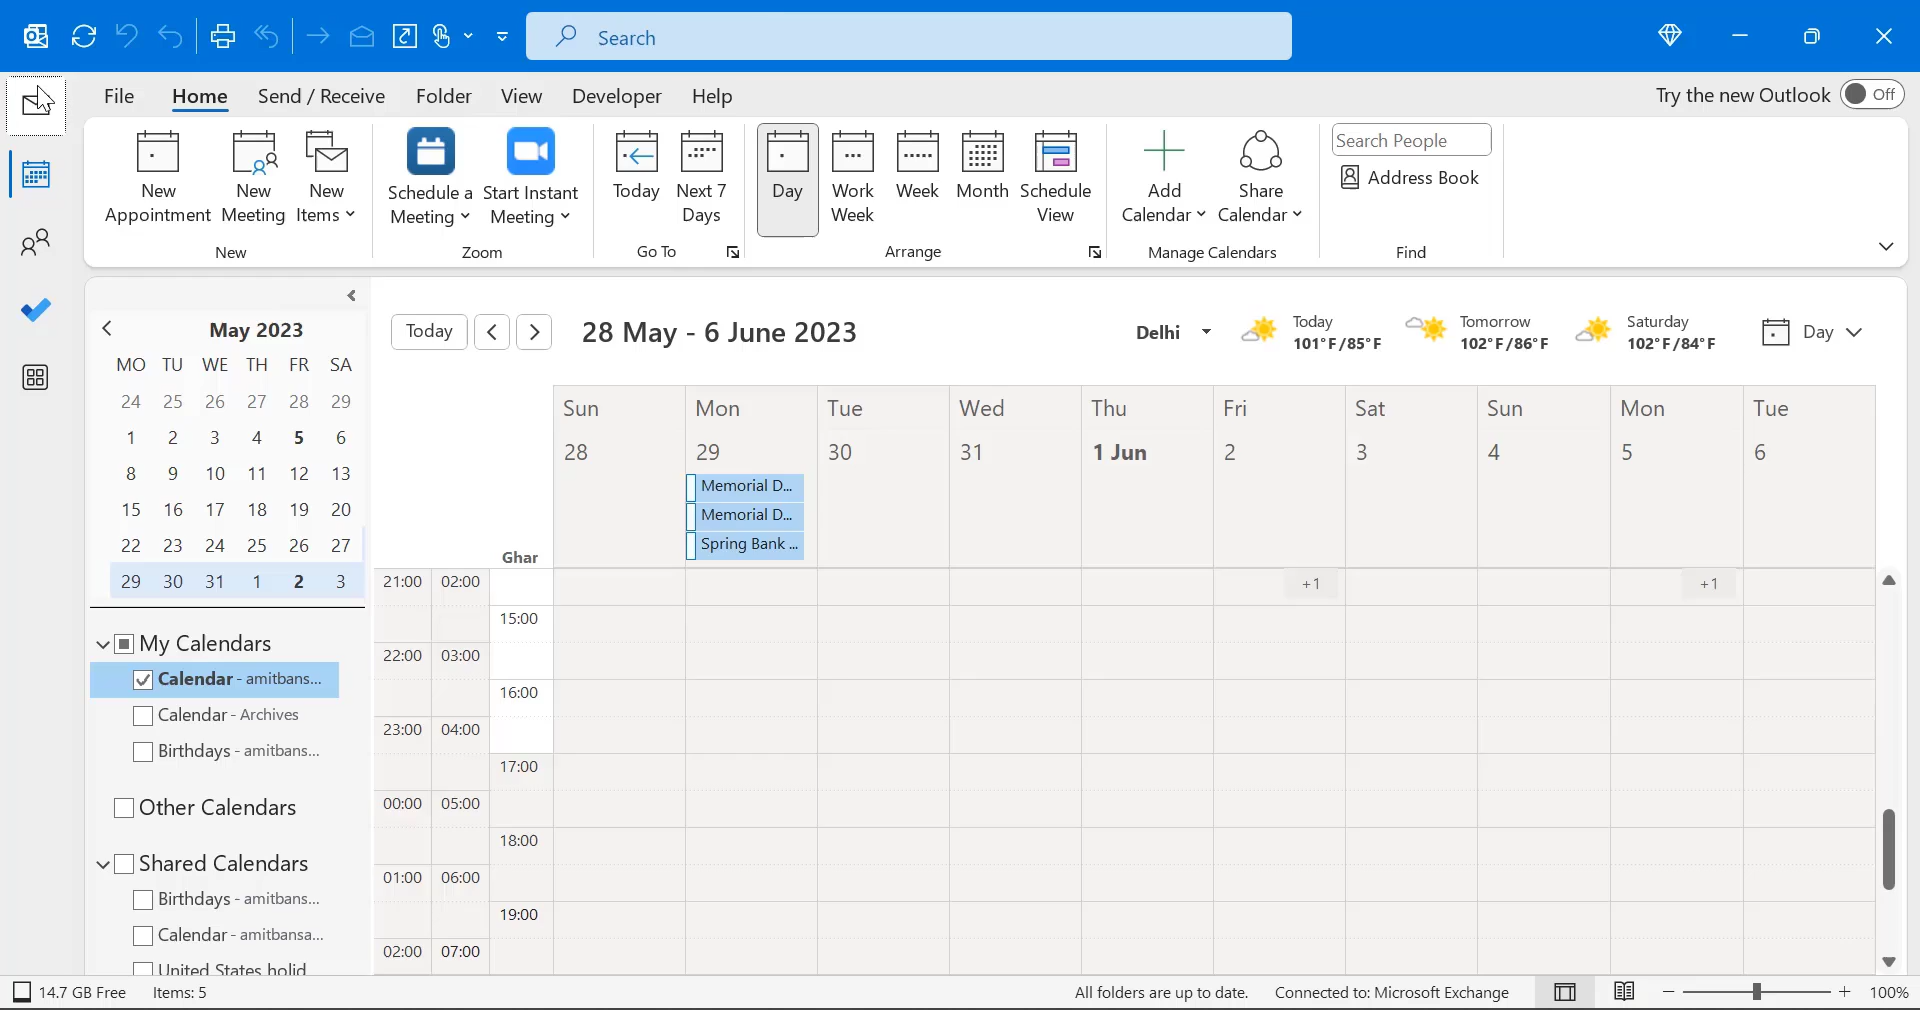 Search
File Home Send / Receive Folder View Developer Help
Try the new Outlook Off
New Appointment
New Meeting
New Items
New
Schedule a Meeting
Start Instant Meeting
Zoom
Today
Next 7 Days
Go To
Day
Work Week
Week
Month
Schedule View
Arrange
Add Calendar
Share Calendar
Manage Calendars
Search People
Address Book
Find
May 2023
MO TU WE TH FR SA
24 25 26 27 28 29
1 2 3 4 5 6
8 9 10 11 12 13
15 16 17 18 19 20
22 23 24 25 26 27
29 30 31 1 2 3
My Calendars
Calendar - amitbans...
Calendar - Archives
Birthdays - amitbans...
Other Calendars
Shared Calendars
Birthdays - amitbans...
Calendar - amitbansa...
United States holid
Today
28 May - 6 June 2023
Delhi
Today
101°F/85°F
Tomorrow
102°F/86°F
Saturday
102°F/84°F
Day
Sun Mon Tue Wed Thu Fri Sat Sun Mon Tue
28 29 30 31 1 Jun 2 3 4 5 6
Memorial D...
Memorial D...
Spring Bank ...
Ghar
21:00 02:00 +1 +1
15:00
22:00 03:00
16:00
23:00 04:00
17:00
00:00 05:00
18:00
01:00 06:00
19:00
02:00 07:00
14.7 GB Free Items: 5
All folders are up to date. Connected to: Microsoft Exchange 100%